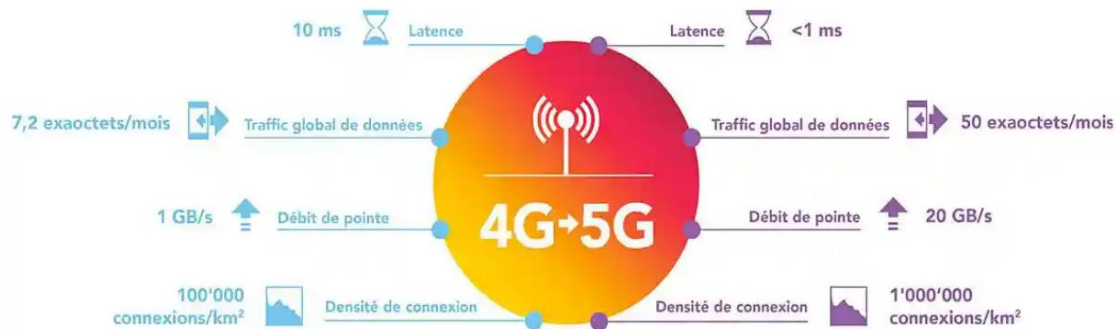 10 ms Latence
Latence <1 ms
7,2 exaoctets/mois Traffic global de données
Traffic global de données 50 exaoctets/mois
1 GB/s Débit de pointe
Débit de pointe 20 GB/s
4G→5G
100'000
connexions/km² Densité de connexion
Densité de connexion 1'000'000
connexions/km²